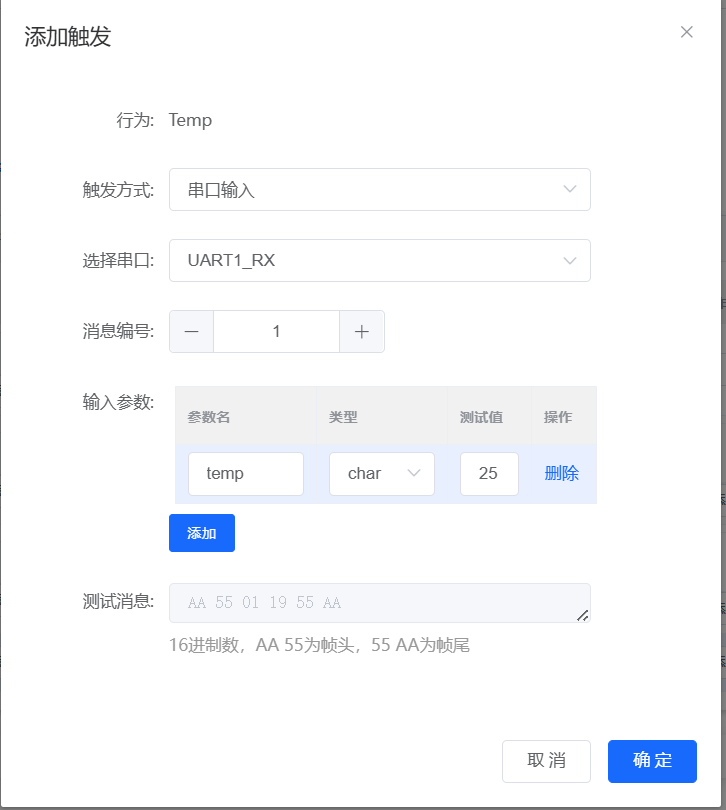 添加触发
行为: Temp
触发方式: 串口输入
选择串口: UART1_RX
消息编号: 1
输入参数: 参数名 类型 测试值 操作
temp char 25 删除
添加
测试消息: AA 55 01 19 55 AA
16进制数，AA 55为帧头，55 AA为帧尾
取消 确定